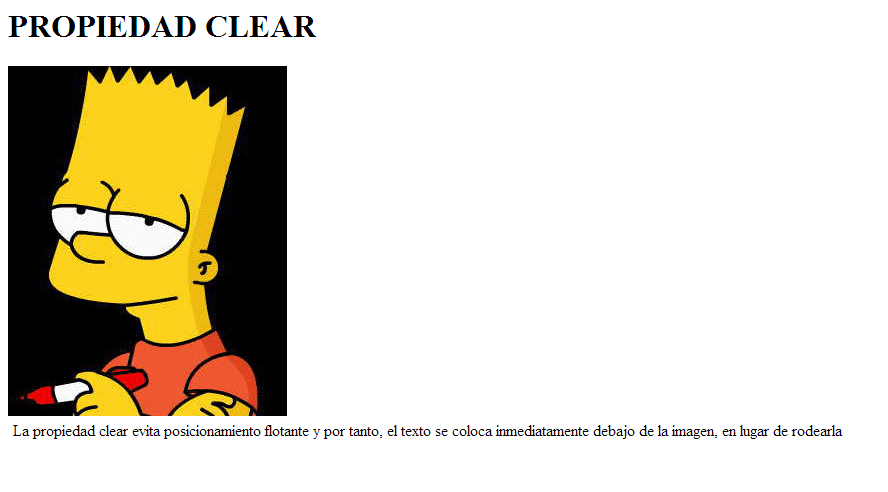 PROPIEDAD CLEAR
La propiedad clear evita posicionamiento flotante y por tanto, el texto se coloca inmediatamente debajo de la imagen, en lugar de rodearla